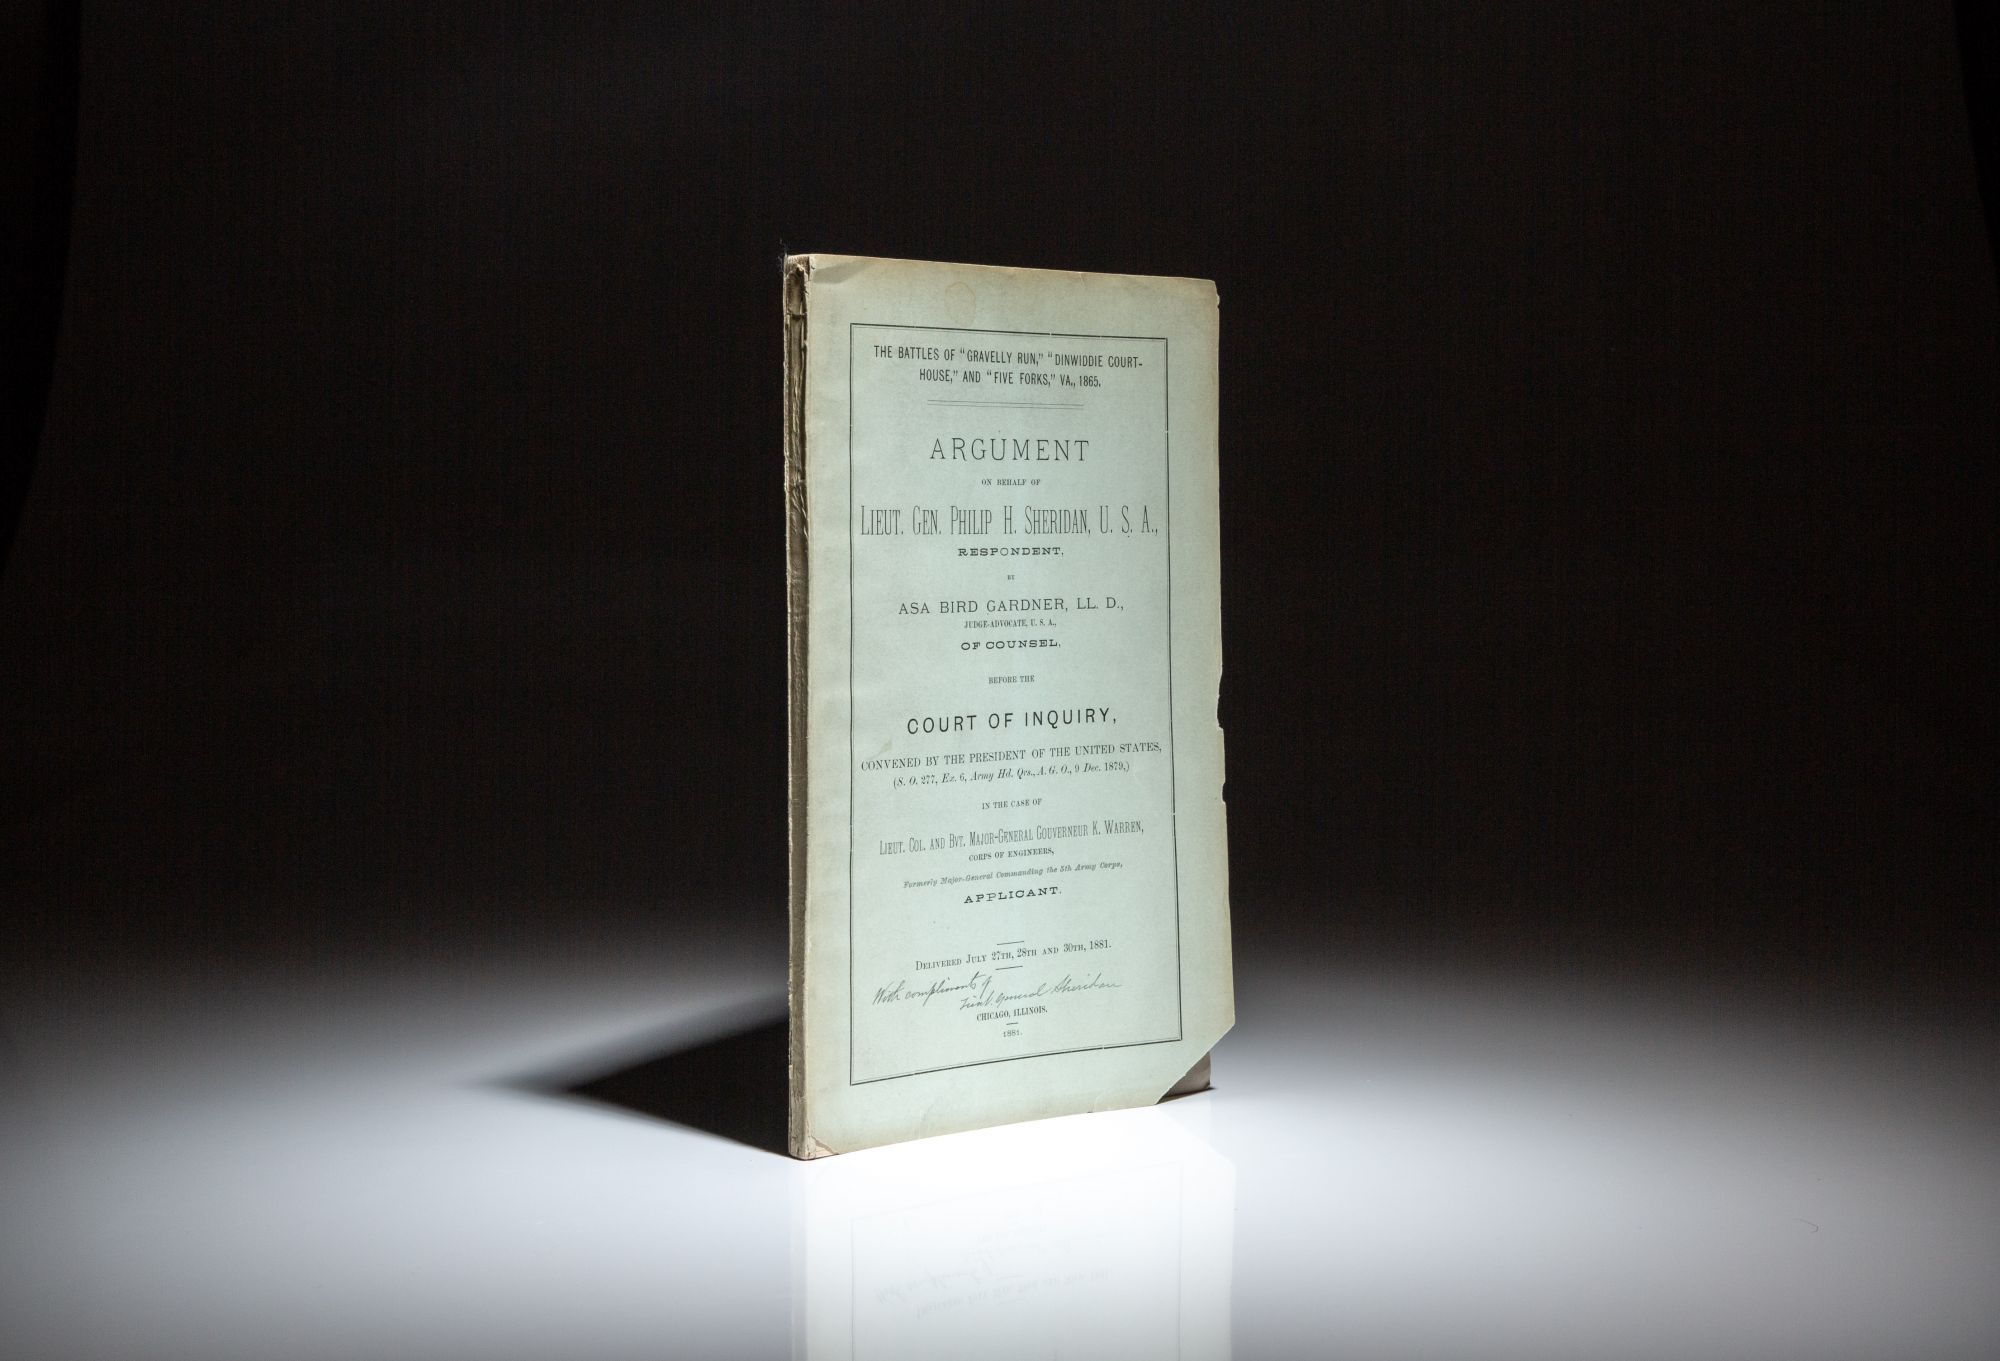 THE BATTLES OF "GRAVELLY RUN," "DINWIDDIE COURT-
HOUSE," AND "FIVE FORKS," VA., 1865.
ARGUMENT
ON BEHALF OF
LIEUT. GEN. PHILIP H. SHERIDAN, U. S. A.,
RESPONDENT,
BY
ASA BIRD GARDNER, LL. D.,
JUDGE-ADVOCATE, U. S. A.,
OF COUNSEL,
BEFORE THE
COURT OF INQUIRY,
CONVENED BY THE PRESIDENT OF THE UNITED STATES,
(S. O. 277, Ex. 6, Army Hd. Qrs., A. G. O., 9 Dec. 1879,)
IN THE CASE OF
LIEUT. COL. AND BVT. MAJOR-GENERAL GOUVERNEUR K. WARREN,
CORPS OF ENGINEERS,
Formerly Major-General Commanding the 5th Army Corps,
APPLICANT.
DELIVERED JULY 27TH, 28TH AND 30TH, 1881.
With compliments of
Lieut. General Sheridan
CHICAGO, ILLINOIS.
1881.